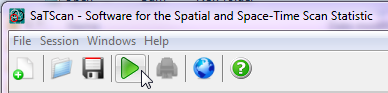 SaTScan - Software for the Spatial and Space-Time Scan Statistic
File Session Windows Help